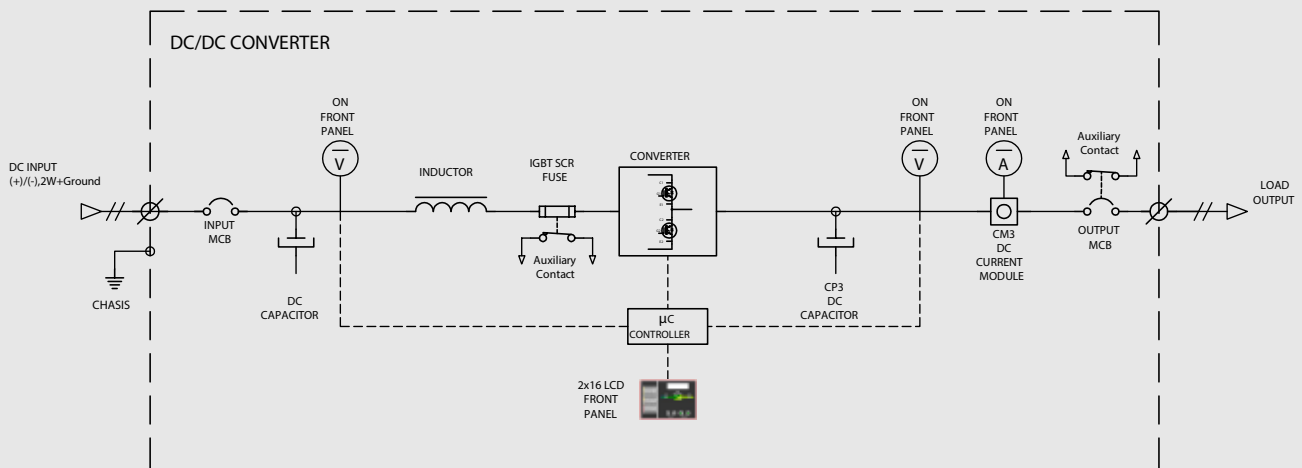 DC/DC CONVERTER
DC INPUT
(+)/(-),2W+Ground
CHASIS
INPUT
MCB
DC
CAPACITOR
ON
FRONT
PANEL
V
INDUCTOR
IGBT SCR
FUSE
Auxiliary
Contact
CONVERTER
µC
CONTROLLER
2x16 LCD
FRONT
PANEL
CP3
DC
CAPACITOR
ON
FRONT
PANEL
V
ON
FRONT
PANEL
A
CM3
DC
CURRENT
MODULE
Auxiliary
Contact
OUTPUT
MCB
LOAD
OUTPUT